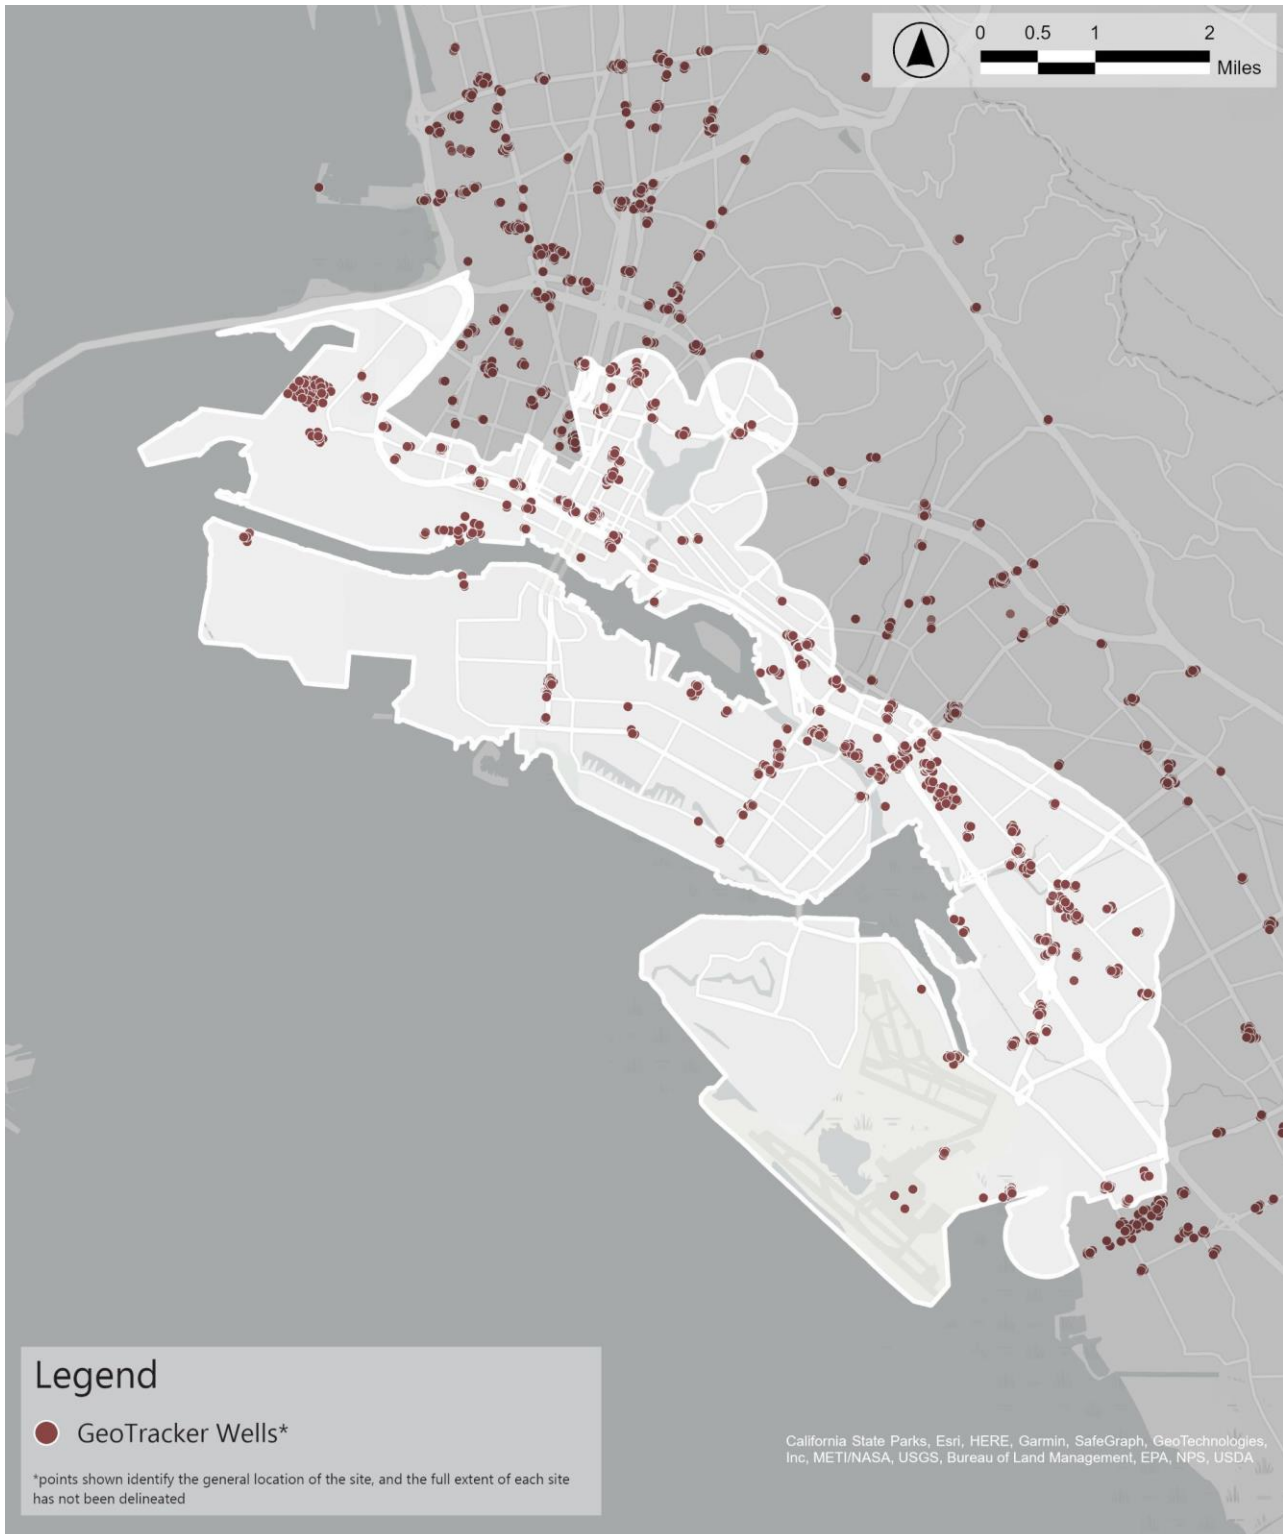 0 0.5 1 2
Miles
Legend
GeoTracker Wells*
*points shown identify the general location of the site, and the full extent of each site
has not been delineated
California State Parks, Esri, HERE, Garmin, SafeGraph, GeoTechnologies,
Inc, METI/NASA, USGS, Bureau of Land Management, EPA, NPS, USDA